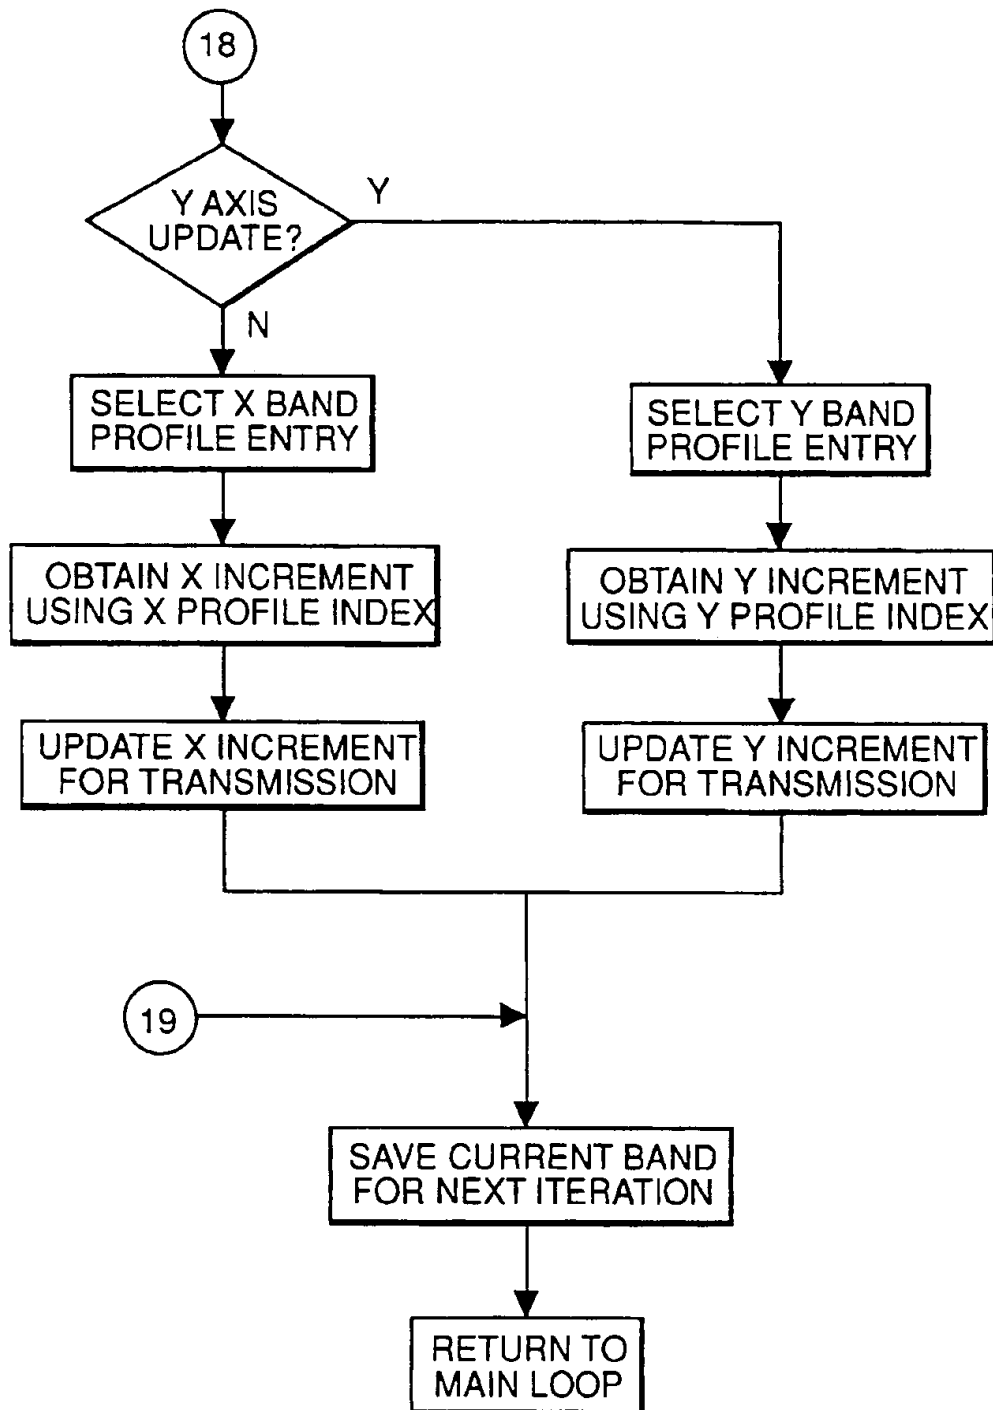 18
Y AXIS
UPDATE?
Y
N
SELECT X BAND
PROFILE ENTRY
SELECT Y BAND
PROFILE ENTRY
OBTAIN X INCREMENT
USING X PROFILE INDEX
OBTAIN Y INCREMENT
USING Y PROFILE INDEX
UPDATE X INCREMENT
FOR TRANSMISSION
UPDATE Y INCREMENT
FOR TRANSMISSION
19
SAVE CURRENT BAND
FOR NEXT ITERATION
RETURN TO
MAIN LOOP